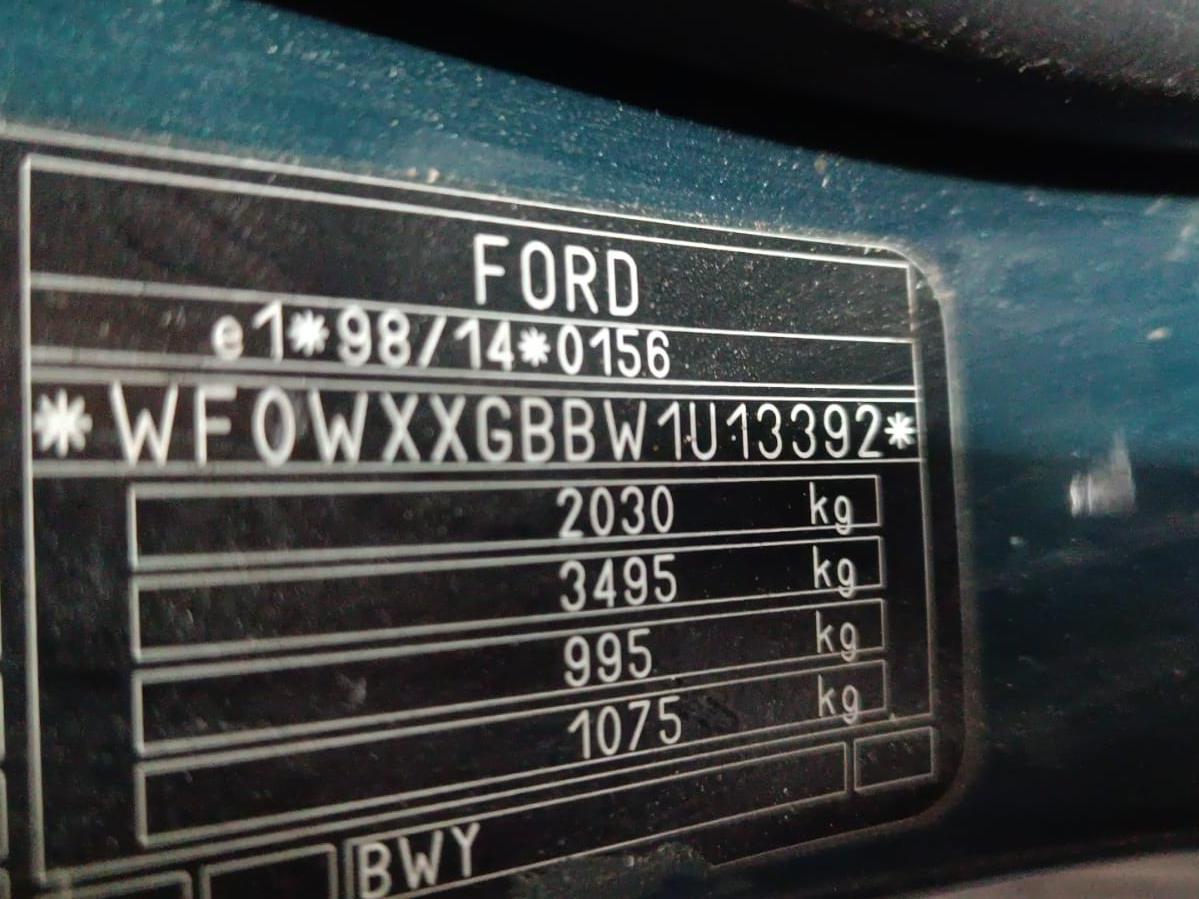 FORD
e1*98/14*0156
*WF0WXXGBBW1U13392*
2030 kg
3495 kg
995 kg
1075 kg
BWY